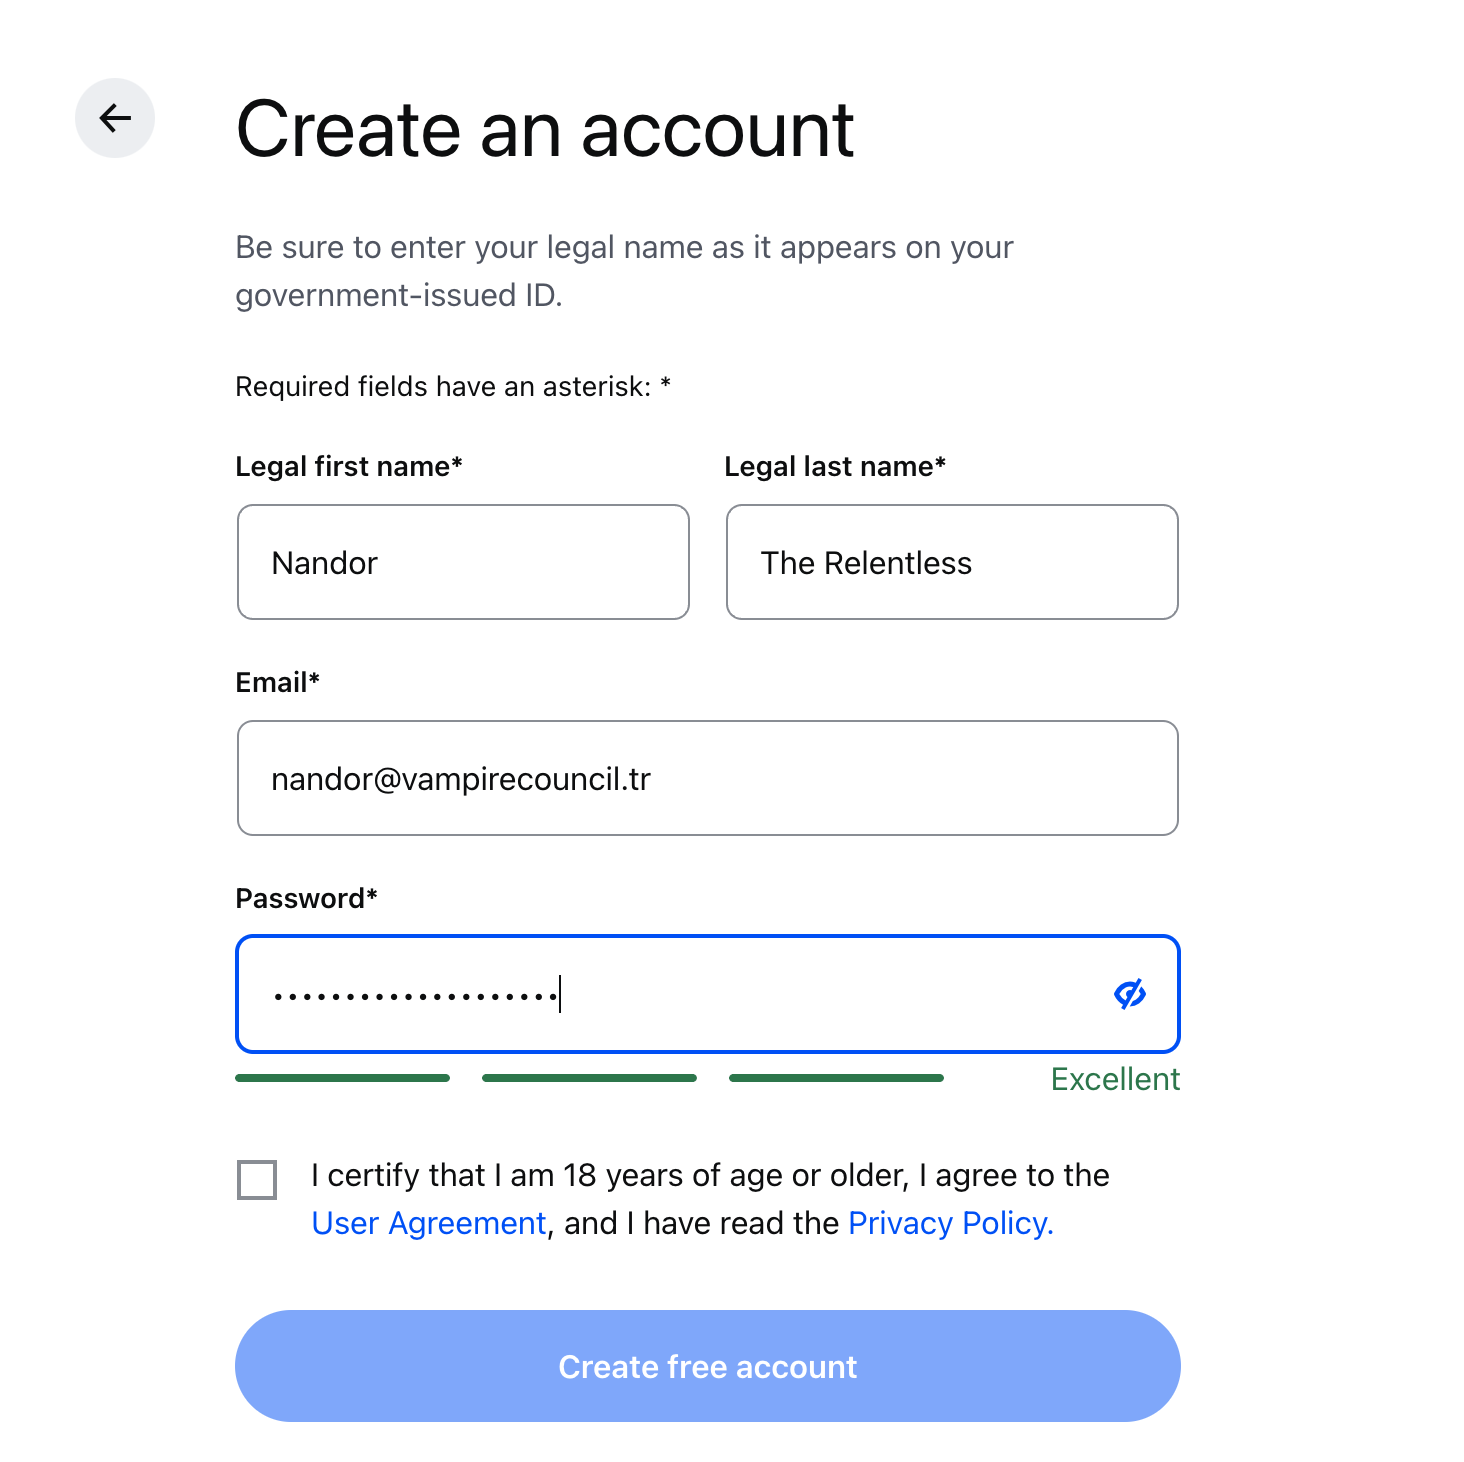 Create an account
Be sure to enter your legal name as it appears on your
government-issued ID.
Required fields have an asterisk: *
Legal first name*
Legal last name*
Nandor
The Relentless
Email*
nandor@vampirecouncil.tr
Password*
••••••••••••••••••••
Excellent
I certify that I am 18 years of age or older, I agree to the
User Agreement, and I have read the Privacy Policy.
Create free account